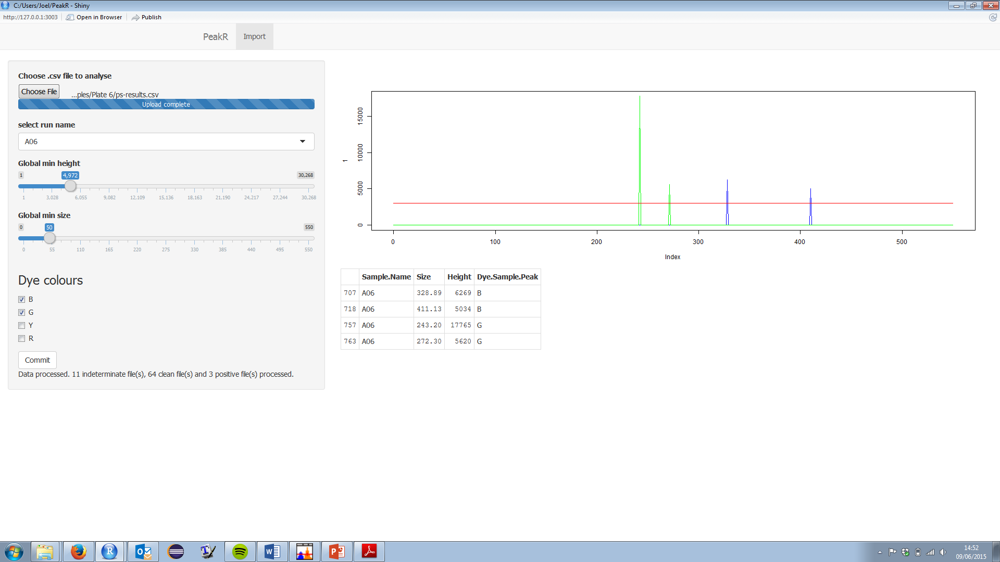 C:/Users/Joel/PeakR - Shiny
http://127.0.0.1:3003 Open in Browser Publish
PeakR Import
Choose .csv file to analyse
Choose File ...ples/Plate 6/ps-results.csv
Upload complete
select run name
A06
Global min height
1 4,972 30,268
1 3,028 6,055 9,082 12,109 15,136 18,163 21,190 24,217 27,244 30,268
Global min size
0 50 550
0 55 110 165 220 275 330 385 440 495 550
Dye colours
B
G
Y
R
Commit
Data processed. 11 indeterminate file(s), 64 clean file(s) and 3 positive file(s) processed.
15000
10000
5000
0
1
0 100 200 300 400 500
Index
Sample.Name Size Height Dye.Sample.Peak
707 A06 328.89 6269 B
718 A06 411.13 5034 B
757 A06 243.20 17765 G
763 A06 272.30 5620 G
14:52
09/06/2015